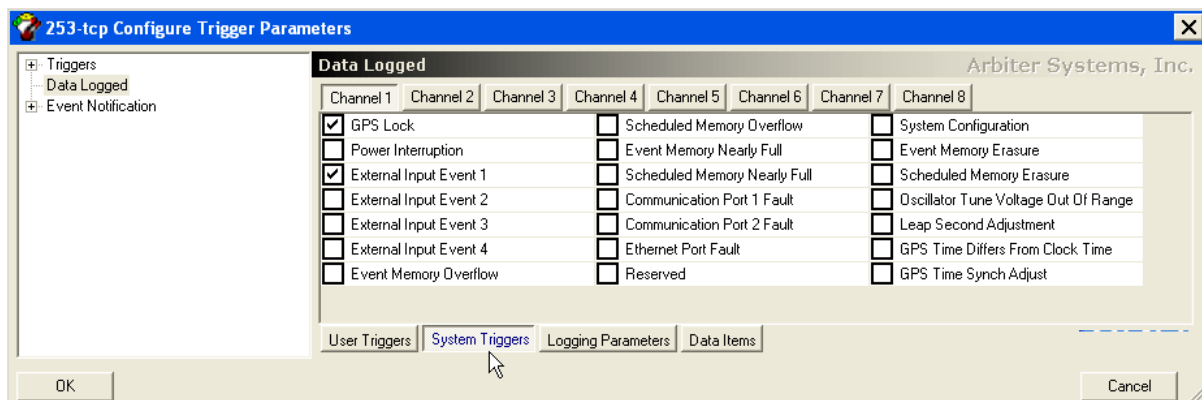 253-tcp Configure Trigger Parameters
Triggers
Data Logged
Event Notification
Data Logged Arbiter Systems, Inc.
Channel 1 Channel 2 Channel 3 Channel 4 Channel 5 Channel 6 Channel 7 Channel 8
GPS Lock Scheduled Memory Overflow System Configuration
Power Interruption Event Memory Nearly Full Event Memory Erasure
External Input Event 1 Scheduled Memory Nearly Full Scheduled Memory Erasure
External Input Event 2 Communication Port 1 Fault Oscillator Tune Voltage Out Of Range
External Input Event 3 Communication Port 2 Fault Leap Second Adjustment
External Input Event 4 Ethernet Port Fault GPS Time Differs From Clock Time
Event Memory Overflow Reserved GPS Time Synch Adjust
User Triggers System Triggers Logging Parameters Data Items
OK Cancel